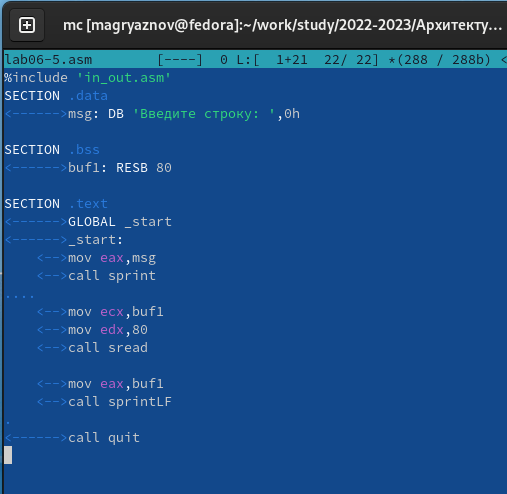 mc [magryaznov@fedora]:~/work/study/2022-2023/Архитекту...
lab06-5.asm [----] 0 L:[ 1+21 22/ 22] *(288 / 288b) <
%include 'in_out.asm'
SECTION .data
<------>msg: DB 'Введите строку: ',0h

SECTION .bss
<------>buf1: RESB 80

SECTION .text
<------>GLOBAL _start
<------>_start:
    <-->mov eax,msg
    <-->call sprint
....
    <-->mov ecx,buf1
    <-->mov edx,80
    <-->call sread

    <-->mov eax,buf1
    <-->call sprintLF
.
<------>call quit